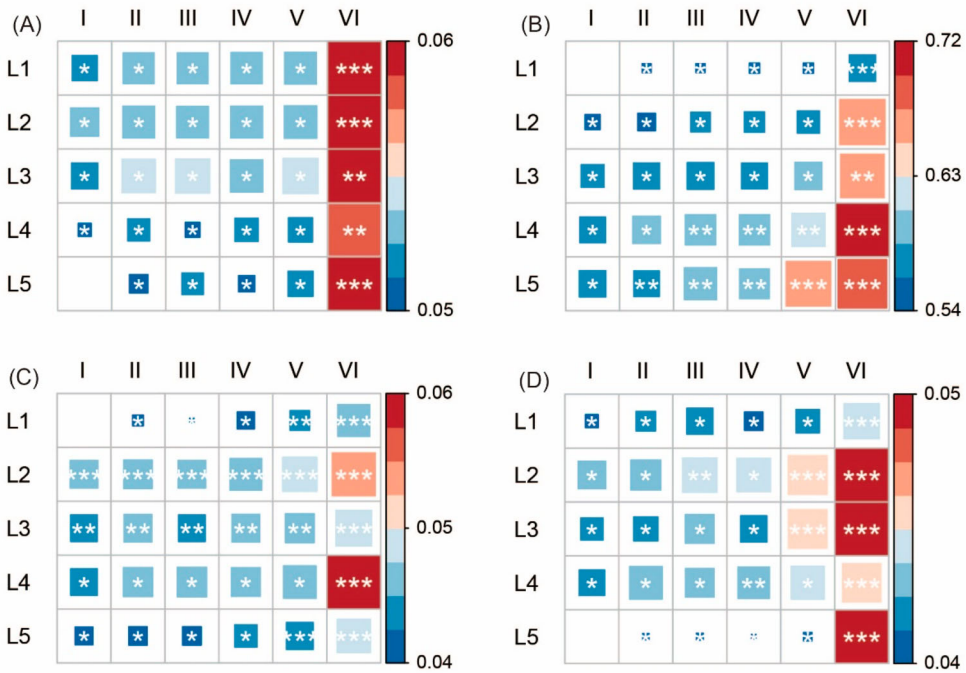 (A) I II III IV V VI 0.06
L1 * * * * * ***
L2 * * * * * ***
L3 * * * * * **
L4 * * * * * **
L5 * * * * *** 0.05
(B) I II III IV V VI 0.72
L1 * * * * ***
L2 * * * * * ***
L3 * * * * * ** 0.63
L4 * * ** ** ** ***
L5 * ** ** ** *** *** 0.54
(C) I II III IV V VI 0.06
L1 * * ** ***
L2 *** *** *** *** *** ***
L3 ** ** ** ** ** *** 0.05
L4 * * * * * ***
L5 * * * * *** *** 0.04
(D) I II III IV V VI 0.05
L1 * * * * * ***
L2 * * ** * *** ***
L3 * * * * *** ***
L4 * * * ** * ***
L5 * * * *** 0.04